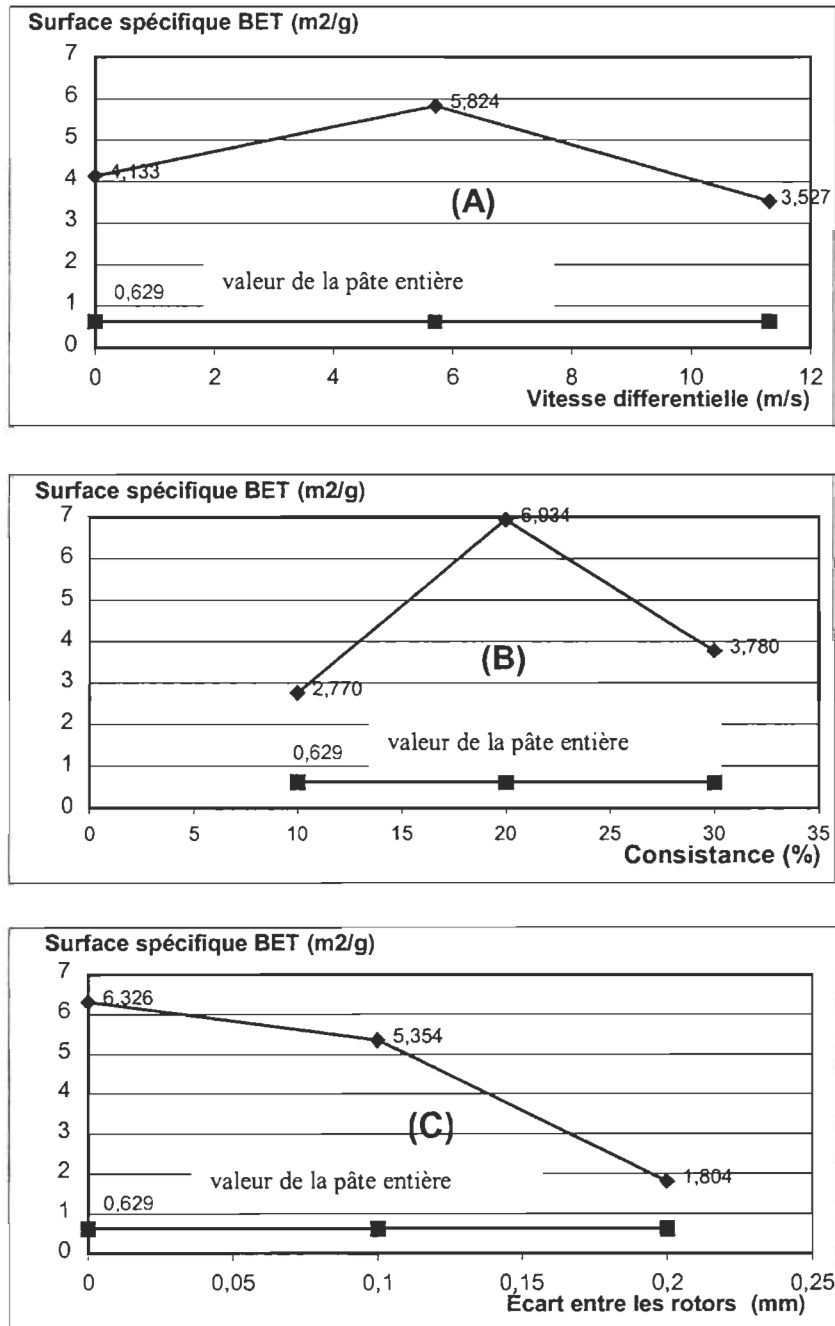 Surface spécifique BET (m2/g)
7
6
5,824
5
4,133
4
3,527
(A)
3
2
valeur de la pâte entière
0,629
1
0
0 2 4 6 8 10 12
Vitesse differentielle (m/s)
Surface spécifique BET (m2/g)
7
6,934
6
5
4
3,780
(B)
3
2,770
2
valeur de la pâte entière
0,629
1
0
0 5 10 15 20 25 30 35
Consistance (%)
Surface spécifique BET (m2/g)
7
6,326
6
5,354
5
4
(C)
3
2
valeur de la pâte entière
1,804
0,629
1
0
0 0,05 0,1 0,15 0,2 0,25
Écart entre les rotors (mm)